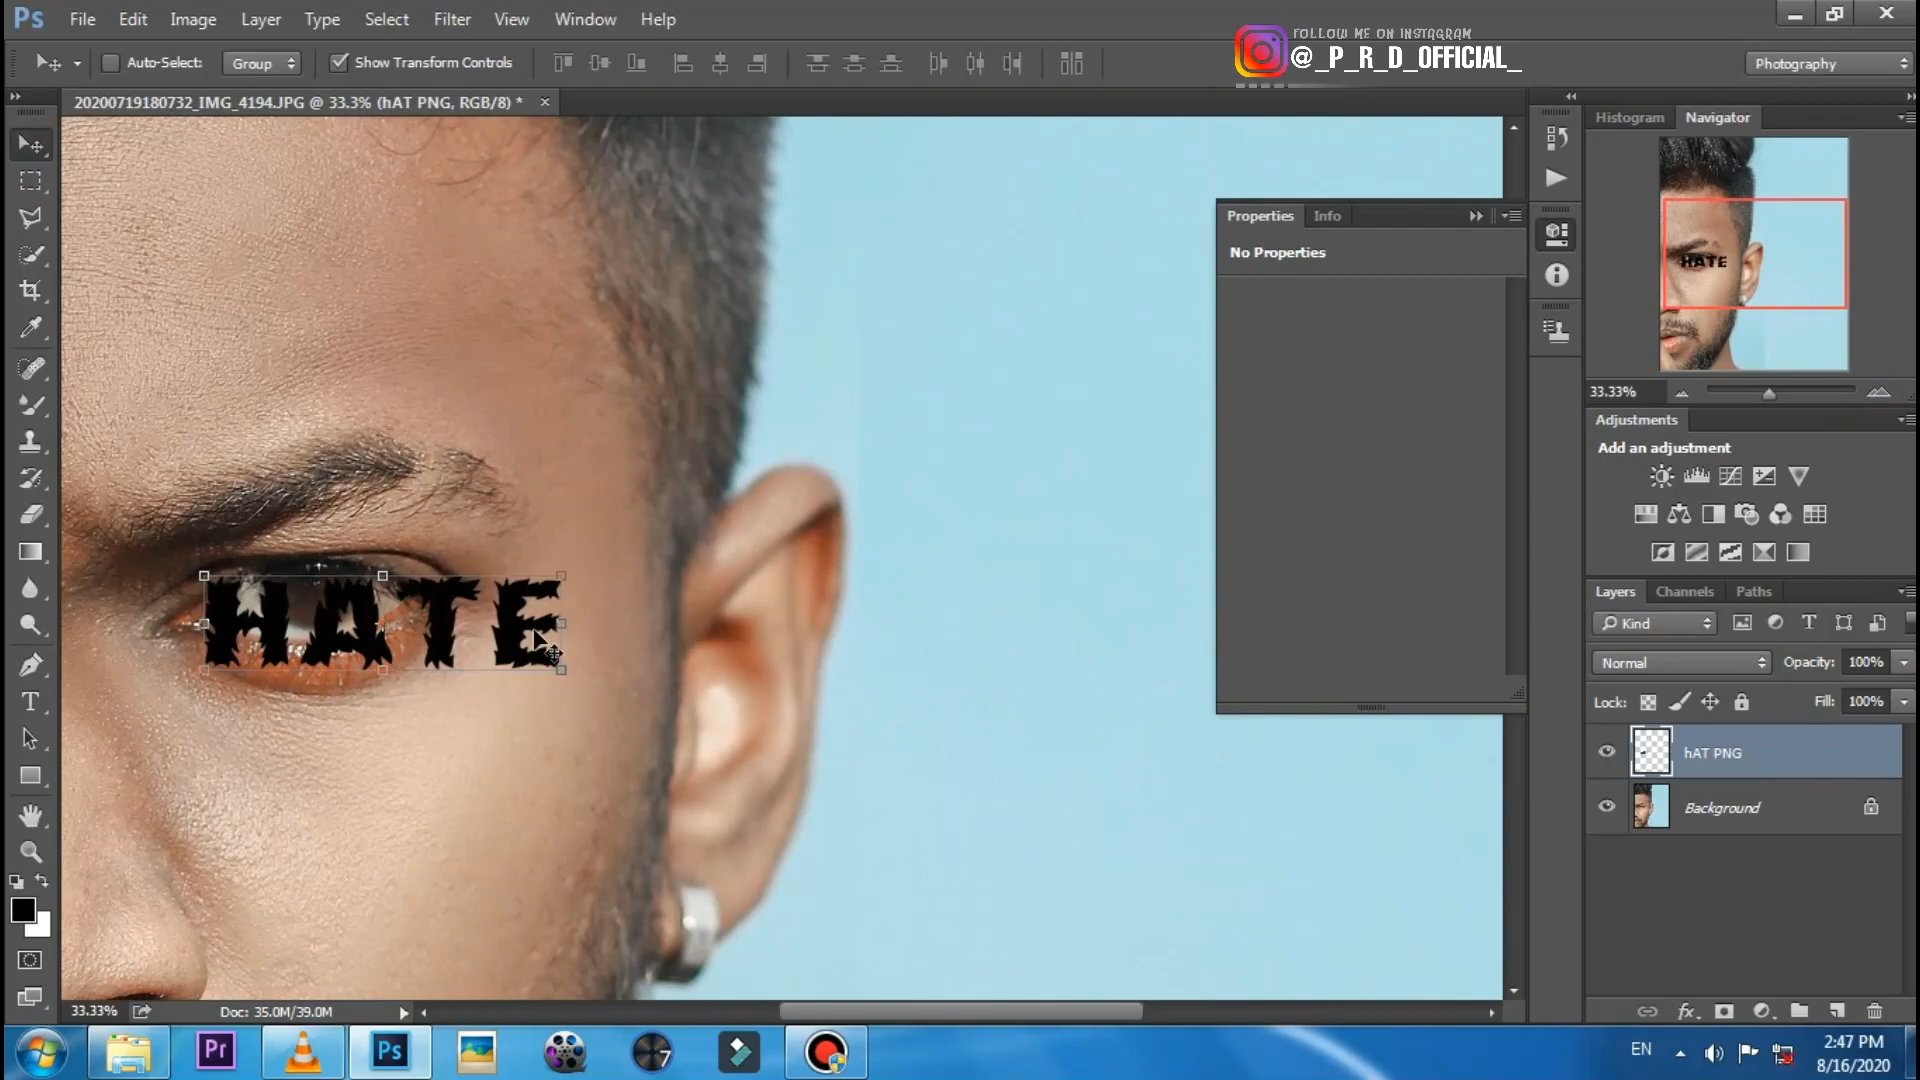 Ps File Edit Image Layer Type Select Filter View Window Help
FOLLOW ME ON INSTAGRAM
@_P_R_D_OFFICIAL_
Auto-Select: Group Show Transform Controls Photography
20200719180732_IMG_4194.JPG @ 33.3% (hAT PNG, RGB/8) *
Histogram Navigator
Properties Info
No Properties
HATE
33.33%
Adjustments
Add an adjustment
HATE
Layers Channels Paths
Kind
Normal Opacity: 100%
Lock: Fill: 100%
hAT PNG
Background
33.33% Doc: 35.0M/39.0M
Pr Ps 7 EN
2:47 PM
8/16/2020